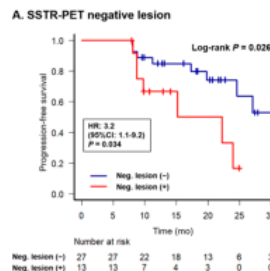 A. SSTR-PET negative lesion
Log-rank P = 0.026
1.0
0.8
0.6
0.4
0.2
0.0
Progression-free survival
HR: 3.2
(95%CI: 1.1-9.2)
P = 0.034
Neg. lesion (−)
Neg. lesion (+)
0 5 10 15 20 25 30
Time (mo)
Number at risk
Neg. lesion (−) 27 27 22 18 13 6
Neg. lesion (+) 13 13 7 4 3 0